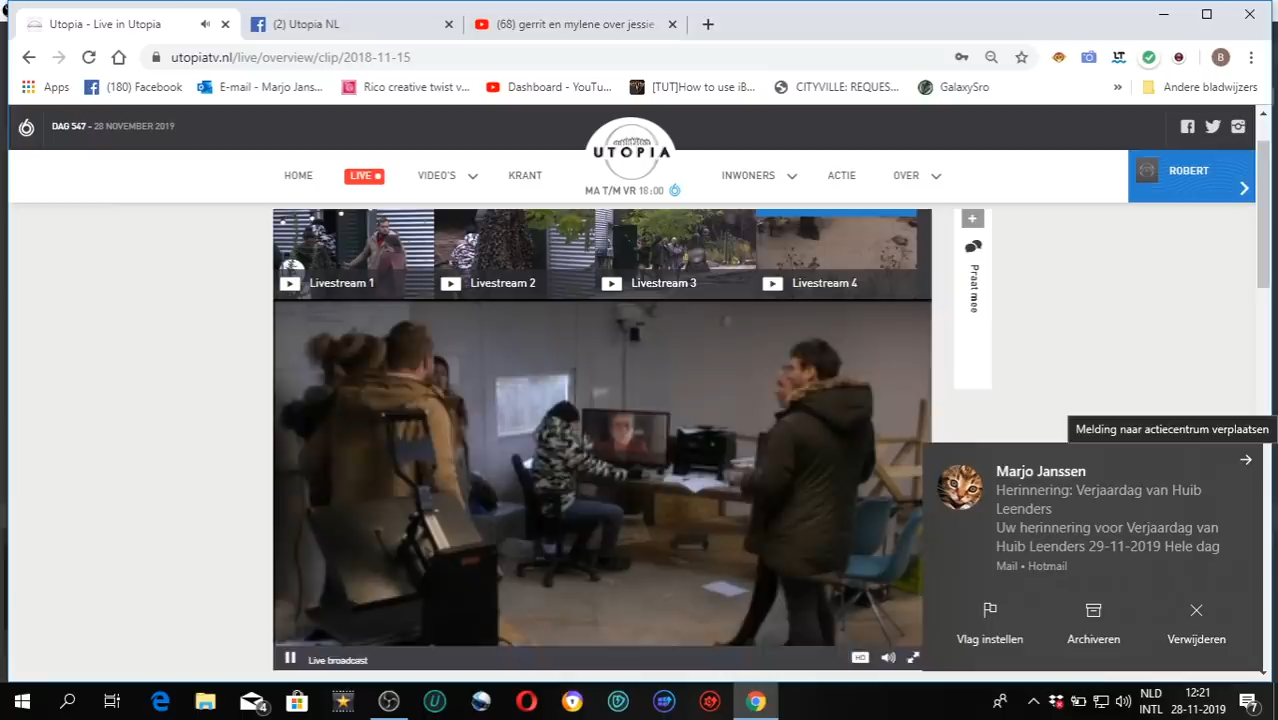 Utopia - Live in Utopia
(2) Utopia NL
(68) gerrit en mylene over jessie
utopiatv.nl/live/overview/clip/2018-11-15
B
Apps
(180) Facebook
E-mail - Marjo Jans...
Rico creative twist v...
Dashboard - YouTu...
[TUT]How to use iB...
CITYVILLE: REQUES...
GalaxySro
»
Andere bladwijzers
6
DAG 547 - 28 NOVEMBER 2019
UTOPIA
MA T/M VR 18:00 6
HOME
LIVE
VIDEO'S
KRANT
INWONERS
ACTIE
OVER
ROBERT
Livestream 1
Livestream 2
Livestream 3
Livestream 4
Praat mee
Live broadcast
HD
Melding naar actiecentrum verplaatsen
Marjo Janssen
Herinnering: Verjaardag van Huib
Leenders
Uw herinnering voor Verjaardag van
Huib Leenders 29-11-2019 Hele dag
Mail • Hotmail
Vlag instellen
Archiveren
Verwijderen
4
NLD
INTL
12:21
28-11-2019
7